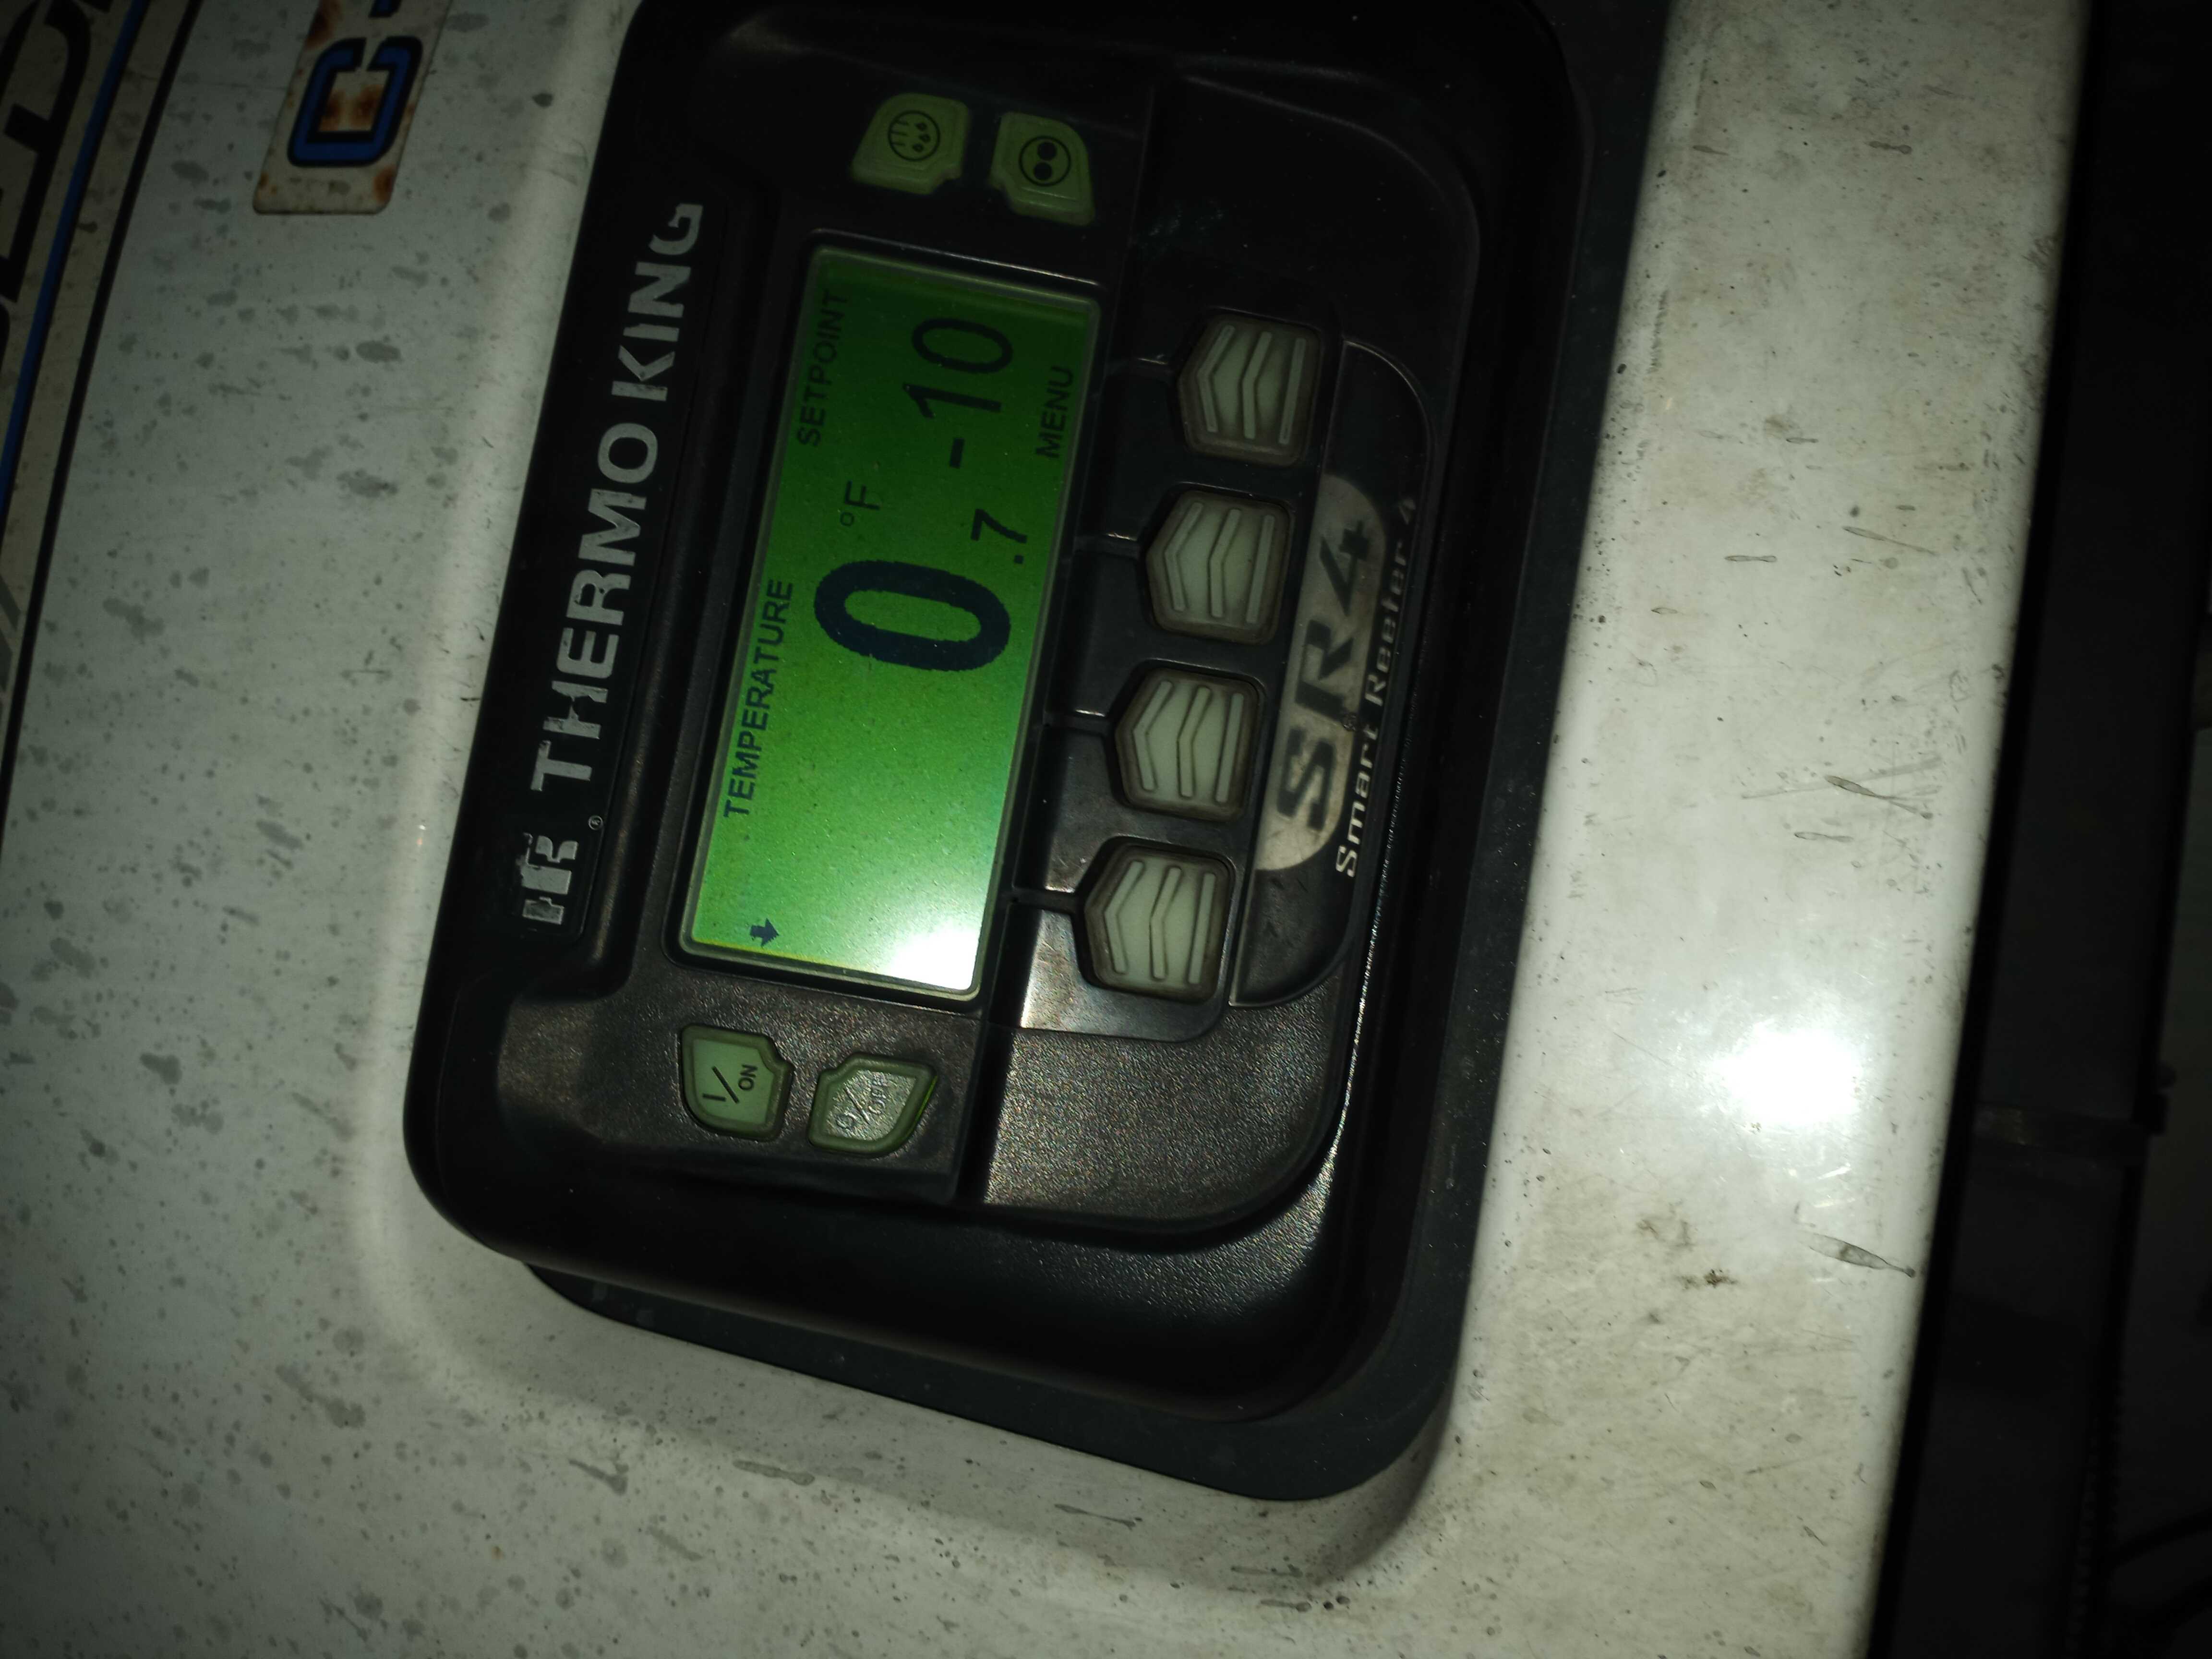 C
THERMO KING
I/ON
O/OFF
TEMPERATURE
SETPOINT
0.7 °F
-10
MENU
SR4
Smart Reefer 4